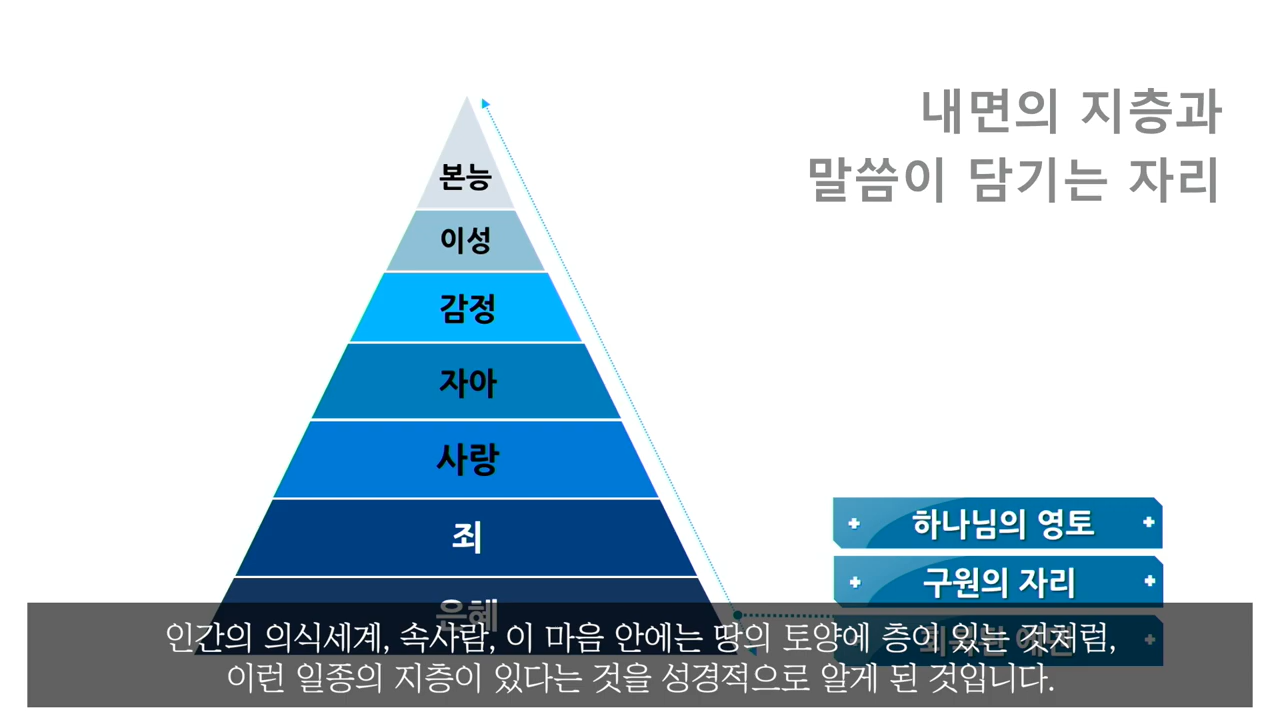 내면의 지층과
말씀이 담기는 자리
본능
이성
감정
자아
사랑
죄
은혜
하나님의 영토
구원의 자리
인간의 의식세계, 속사람, 이 마음 안에는 땅의 토양에 층이 있는 것처럼,
이런 일종의 지층이 있다는 것을 성경적으로 알게 된 것입니다.